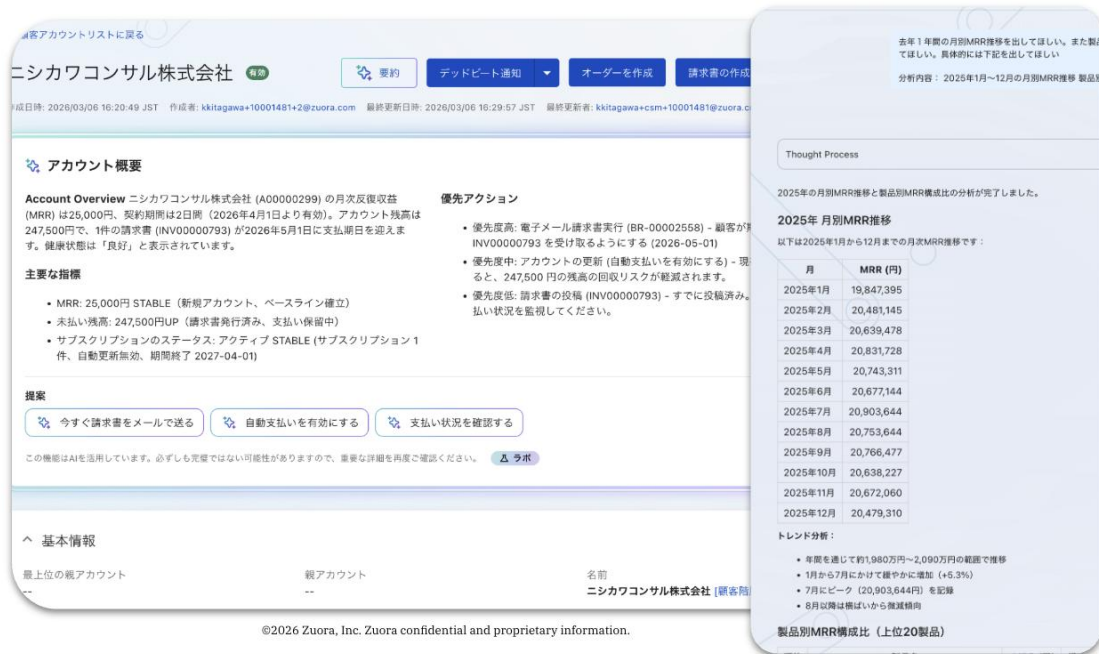 顧客アカウントリストに戻る
ニシカワコンサル株式会社 有効
要約
デッドビート通知
オーダーを作成
請求書の作成
作成日時: 2026/03/06 16:20:49 JST 作成者: kkitagawa+10001481+2@zuora.com 最終更新日時: 2026/03/06 16:29:57 JST 最終更新者: kkitagawa+csm+10001481@zuora.c
アカウント概要
Account Overview ニシカワコンサル株式会社 (A00000299) の月次反復収益
(MRR) は25,000円、契約期間は2日間（2026年4月1日より有効）。アカウント残高は
247,500円で、1件の請求書 (INV00000793) が2026年5月1日に支払期日を迎えま
す。健康状態は「良好」と表示されています。
主要な指標
• MRR: 25,000円 STABLE（新規アカウント、ベースライン確立）
• 未払い残高: 247,500円UP（請求書発行済み、支払い保留中）
• サブスクリプションのステータス: アクティブ STABLE (サブスクリプション 1
件、自動更新無効、期間終了 2027-04-01)
優先アクション
• 優先度高: 電子メール請求書実行 (BR-00002558) - 顧客が
INV00000793 を受け取るようにする (2026-05-01)
• 優先度中: アカウントの更新 (自動支払いを有効にする) - 現
ると、247,500 円の残高の回収リスクが軽減されます。
• 優先度低: 請求書の投稿 (INV00000793) - すでに投稿済み。
払い状況を監視してください。
提案
今すぐ請求書をメールで送る
自動支払いを有効にする
支払い状況を確認する
この機能はAIを活用しています。必ずしも完璧ではない可能性がありますので、重要な詳細を再度ご確認ください。 ラボ
基本情報
最上位の親アカウント
--
親アカウント
--
名前
ニシカワコンサル株式会社 [顧客階
去年1年間の月別MRR推移を出してほしい。また製品
てほしい。具体的には下記を出してほしい
分析内容： 2025年1月〜12月の月別MRR推移 製品別
Thought Process
2025年の月別MRR推移と製品別MRR構成比の分析が完了しました。
2025年 月別MRR推移
以下は2025年1月から12月までの月次MRR推移です：
月 MRR (円)
2025年1月 19,847,395
2025年2月 20,481,145
2025年3月 20,639,478
2025年4月 20,831,728
2025年5月 20,743,311
2025年6月 20,677,144
2025年7月 20,903,644
2025年8月 20,753,644
2025年9月 20,766,477
2025年10月 20,638,227
2025年11月 20,672,060
2025年12月 20,479,310
トレンド分析：
• 年間を通じて約1,980万円〜2,090万円の範囲で推移
• 1月から7月にかけて緩やかに増加（+5.3%）
• 7月にピーク（20,903,644円）を記録
• 8月以降は横ばいから微減傾向
製品別MRR構成比（上位20製品）
©2026 Zuora, Inc. Zuora confidential and proprietary information.